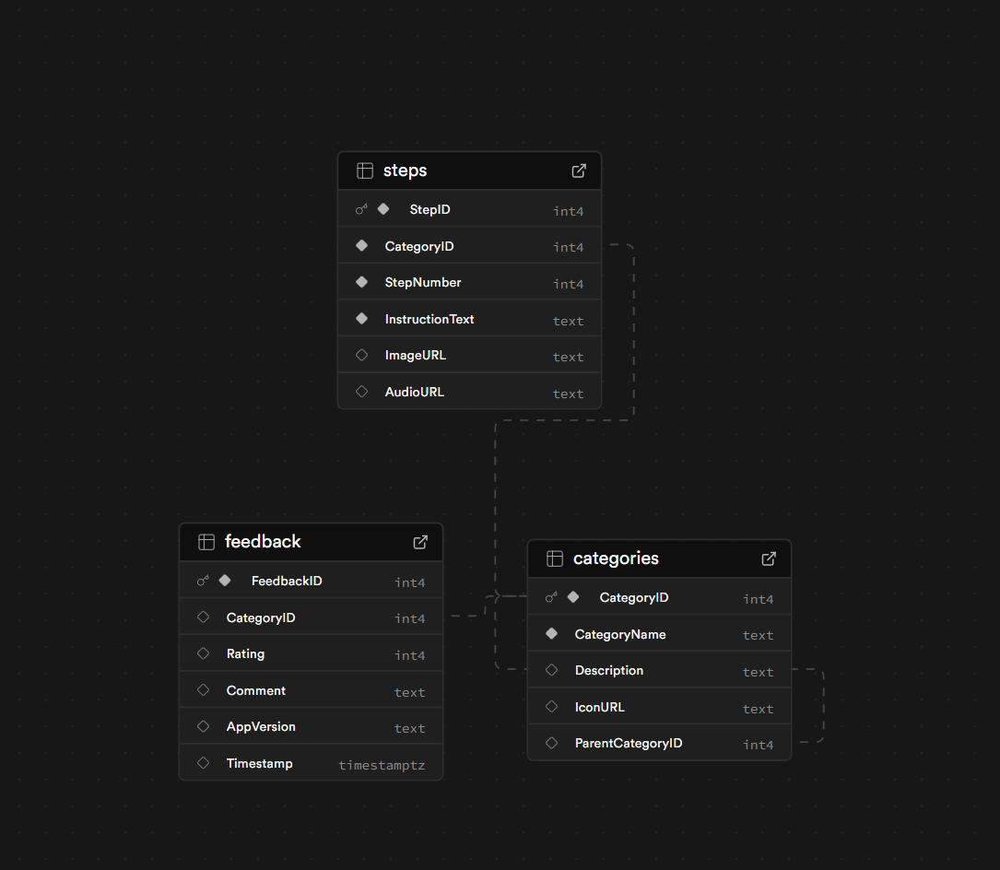 steps
StepID int4
CategoryID int4
StepNumber int4
InstructionText text
ImageURL text
AudioURL text
feedback
FeedbackID int4
CategoryID int4
Rating int4
Comment text
AppVersion text
Timestamp timestamptz
categories
CategoryID int4
CategoryName text
Description text
IconURL text
ParentCategoryID int4